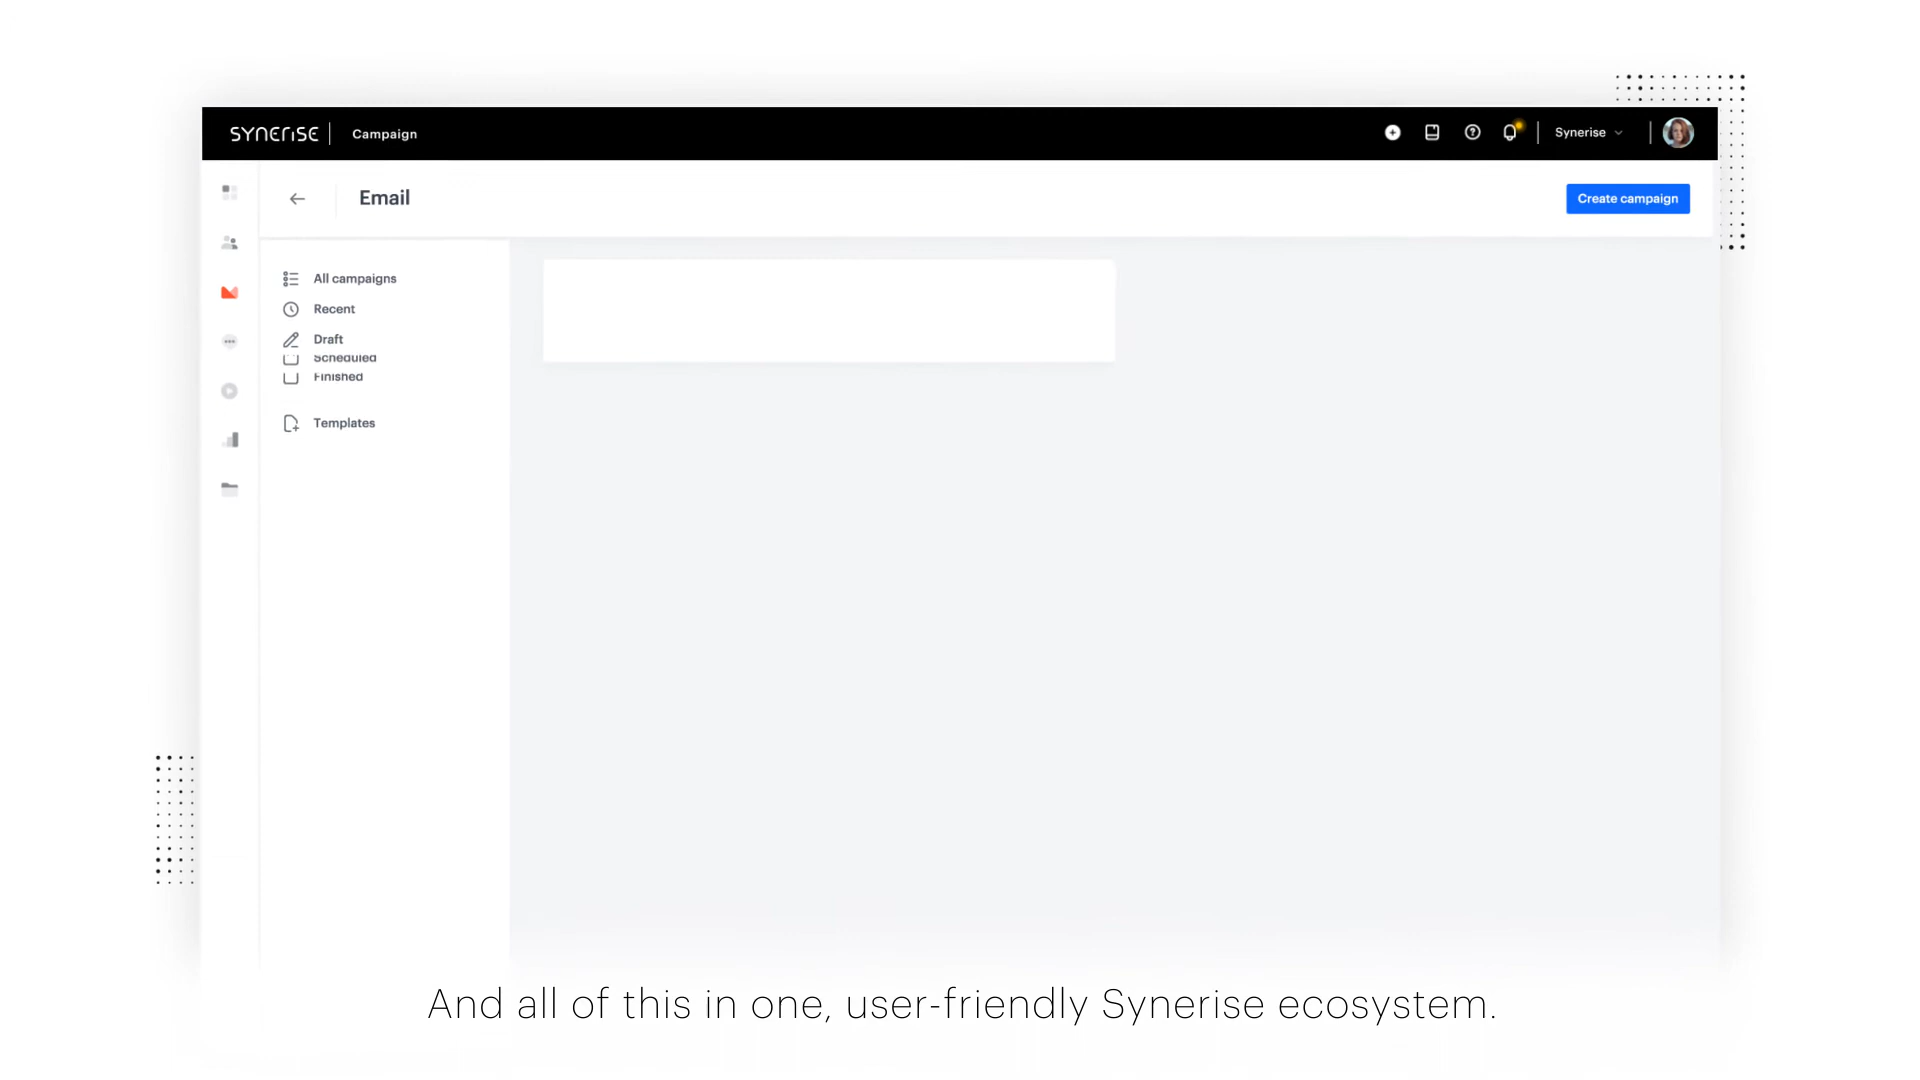 SYNERISE
Campaign
Synerise
Email
Create campaign
All campaigns
Recent
Draft
Scheduled
Finished
Templates
And all of this in one, user-friendly Synerise ecosystem.